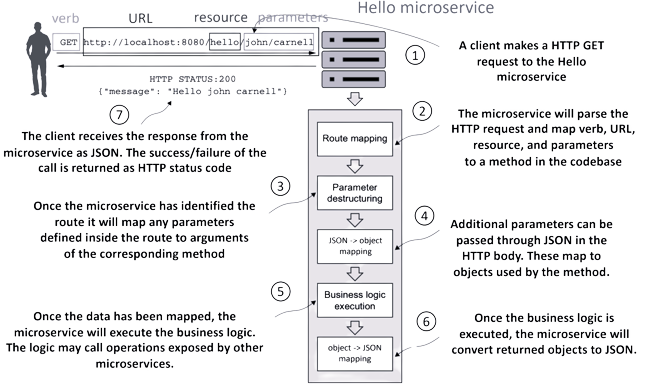 Hello microservice
verb URL resource parameters
GET http://localhost:8080/hello/john/carnell
HTTP STATUS:200
{"message": "Hello john carnell"}
1
A client makes a HTTP GET
request to the Hello
microservice
2
The microservice will parse the
HTTP request and map verb, URL,
resource, and parameters
to a method in the codebase
Route mapping
7
The client receives the response from the
microservice as JSON. The success/failure of the
call is returned as HTTP status code
3
Once the microservice has identified the
route it will map any parameters
defined inside the route to arguments
of the corresponding method
Parameter
destructuring
4
Additional parameters can be
passed through JSON in the
HTTP body. These map to
objects used by the method.
JSON -> object
mapping
5
Once the data has been mapped, the
microservice will execute the business logic.
The logic may call operations exposed by other
microservices.
Business logic
execution
6
Once the business logic is
executed, the microservice will
convert returned objects to JSON.
object -> JSON
mapping